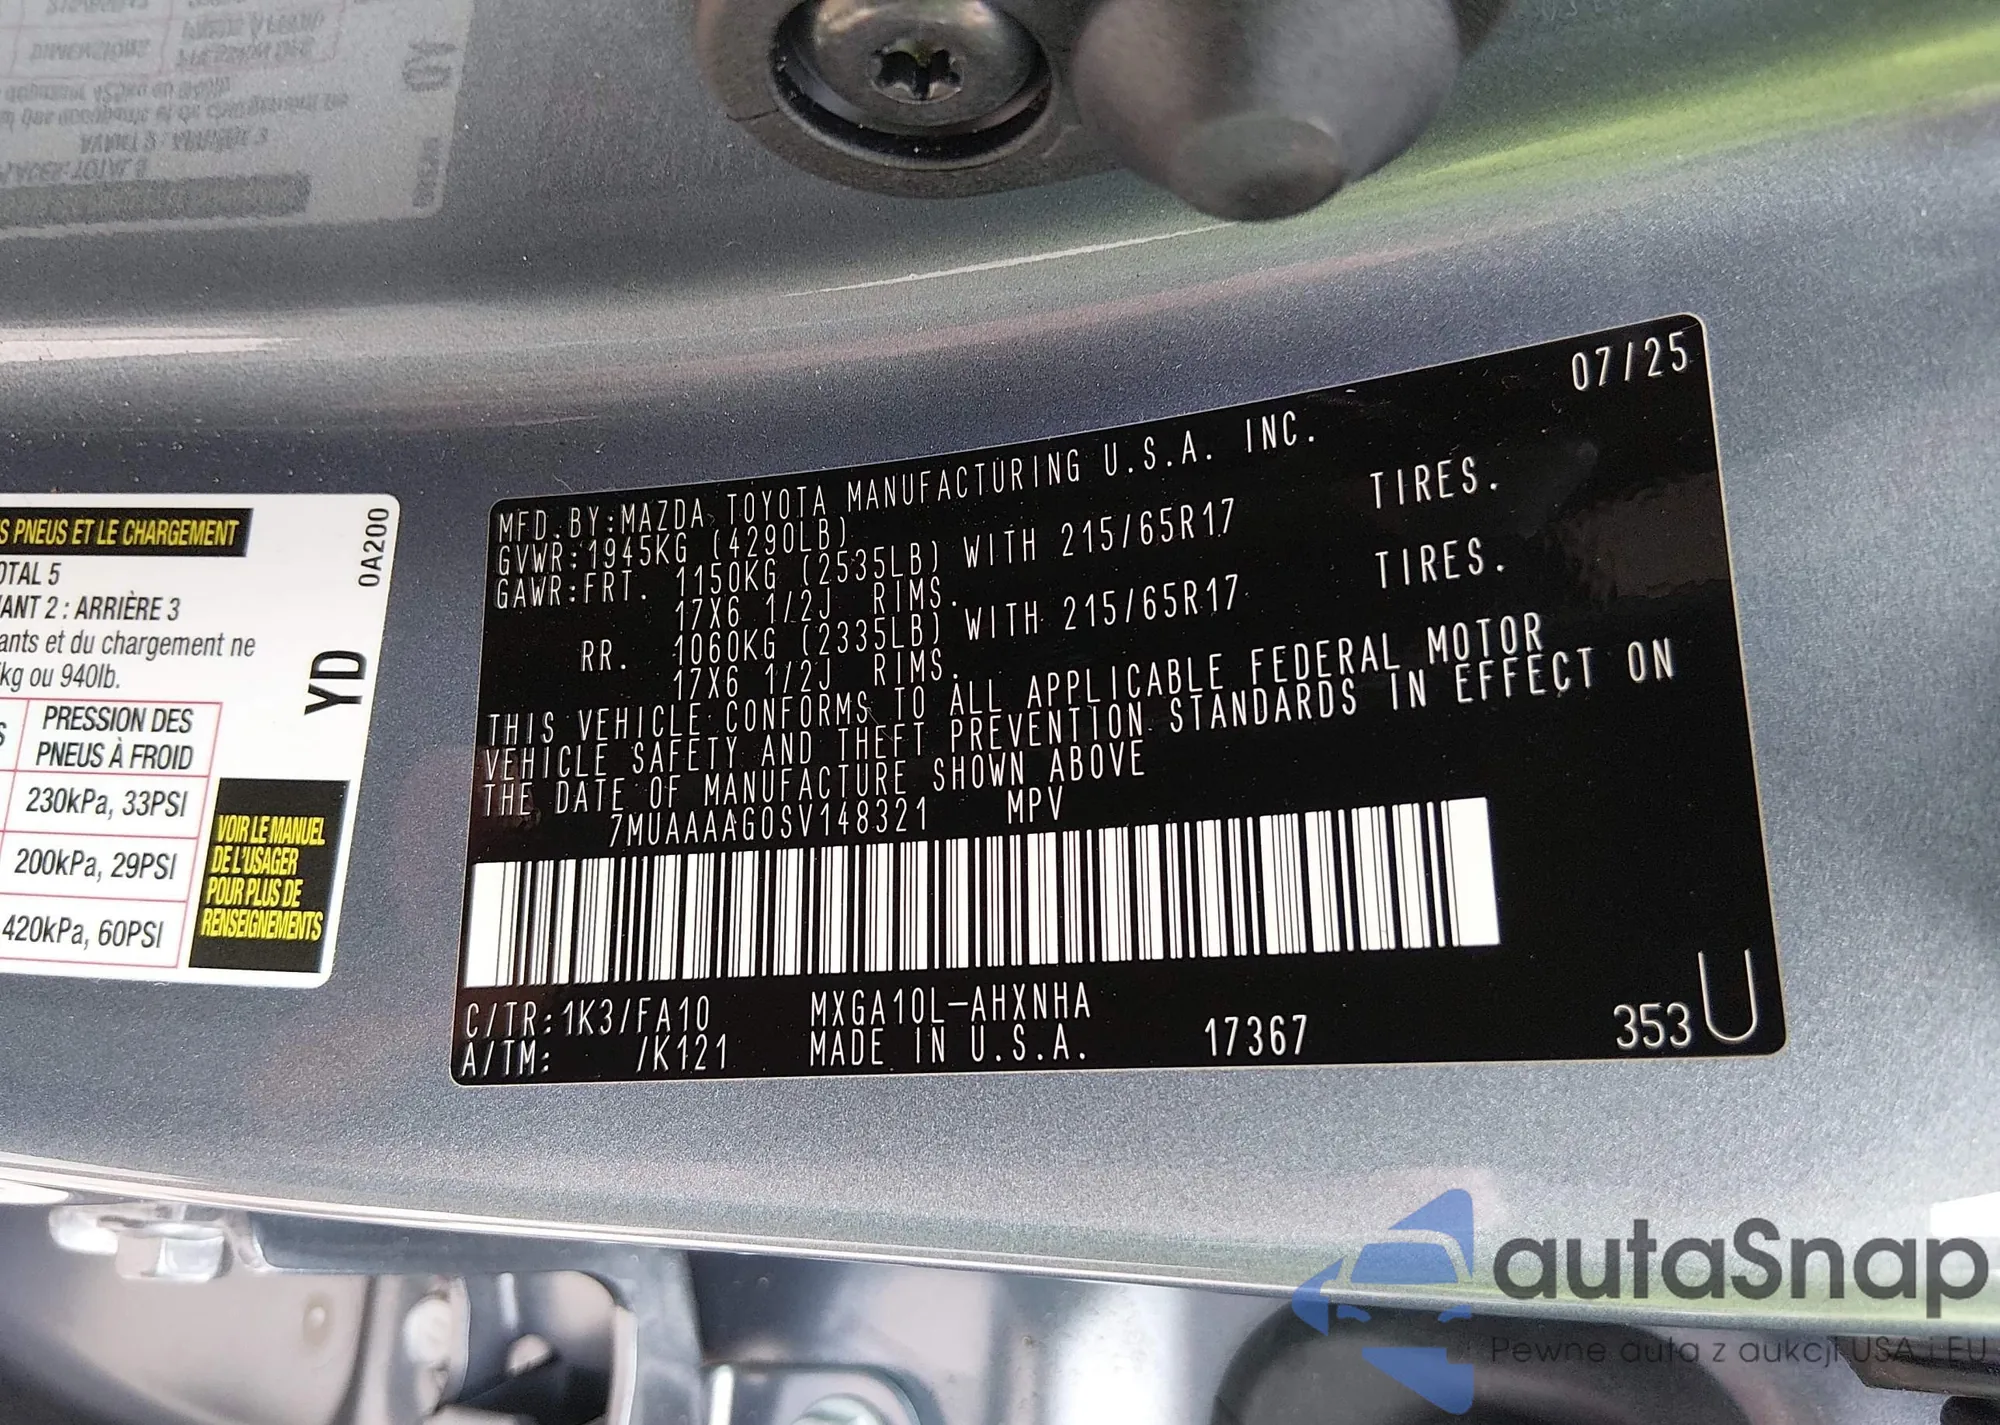 S PNEUS ET LE CHARGEMENT
OTAL 5
VANT 2 : ARRIÈRE 3
ants et du chargement ne
kg ou 940lb.
PRESSION DES
PNEUS À FROID
230kPa, 33PSI
200kPa, 29PSI
420kPa, 60PSI
0A200
YD
VOIR LE MANUEL
DE L'USAGER
POUR PLUS DE
RENSEIGNEMENTS
07/25
MFD.BY:MAZDA TOYOTA MANUFACTURING U.S.A. INC.
GVWR:1945KG (4290LB)
GAWR:FRT. 1150KG (2535LB) WITH 215/65R17 TIRES.
17X6 1/2J RIMS.
RR. 1060KG (2335LB) WITH 215/65R17 TIRES.
17X6 1/2J RIMS.
THIS VEHICLE CONFORMS TO ALL APPLICABLE FEDERAL MOTOR
VEHICLE SAFETY AND THEFT PREVENTION STANDARDS IN EFFECT ON
THE DATE OF MANUFACTURE SHOWN ABOVE
7MUAAAAG0SV148321 MPV
C/TR:1K3/FA10 MXGA10L-AHXNHA
A/TM: /K121 MADE IN U.S.A. 17367 353U
autaSnap
Pewne auta z aukcji USA i EU